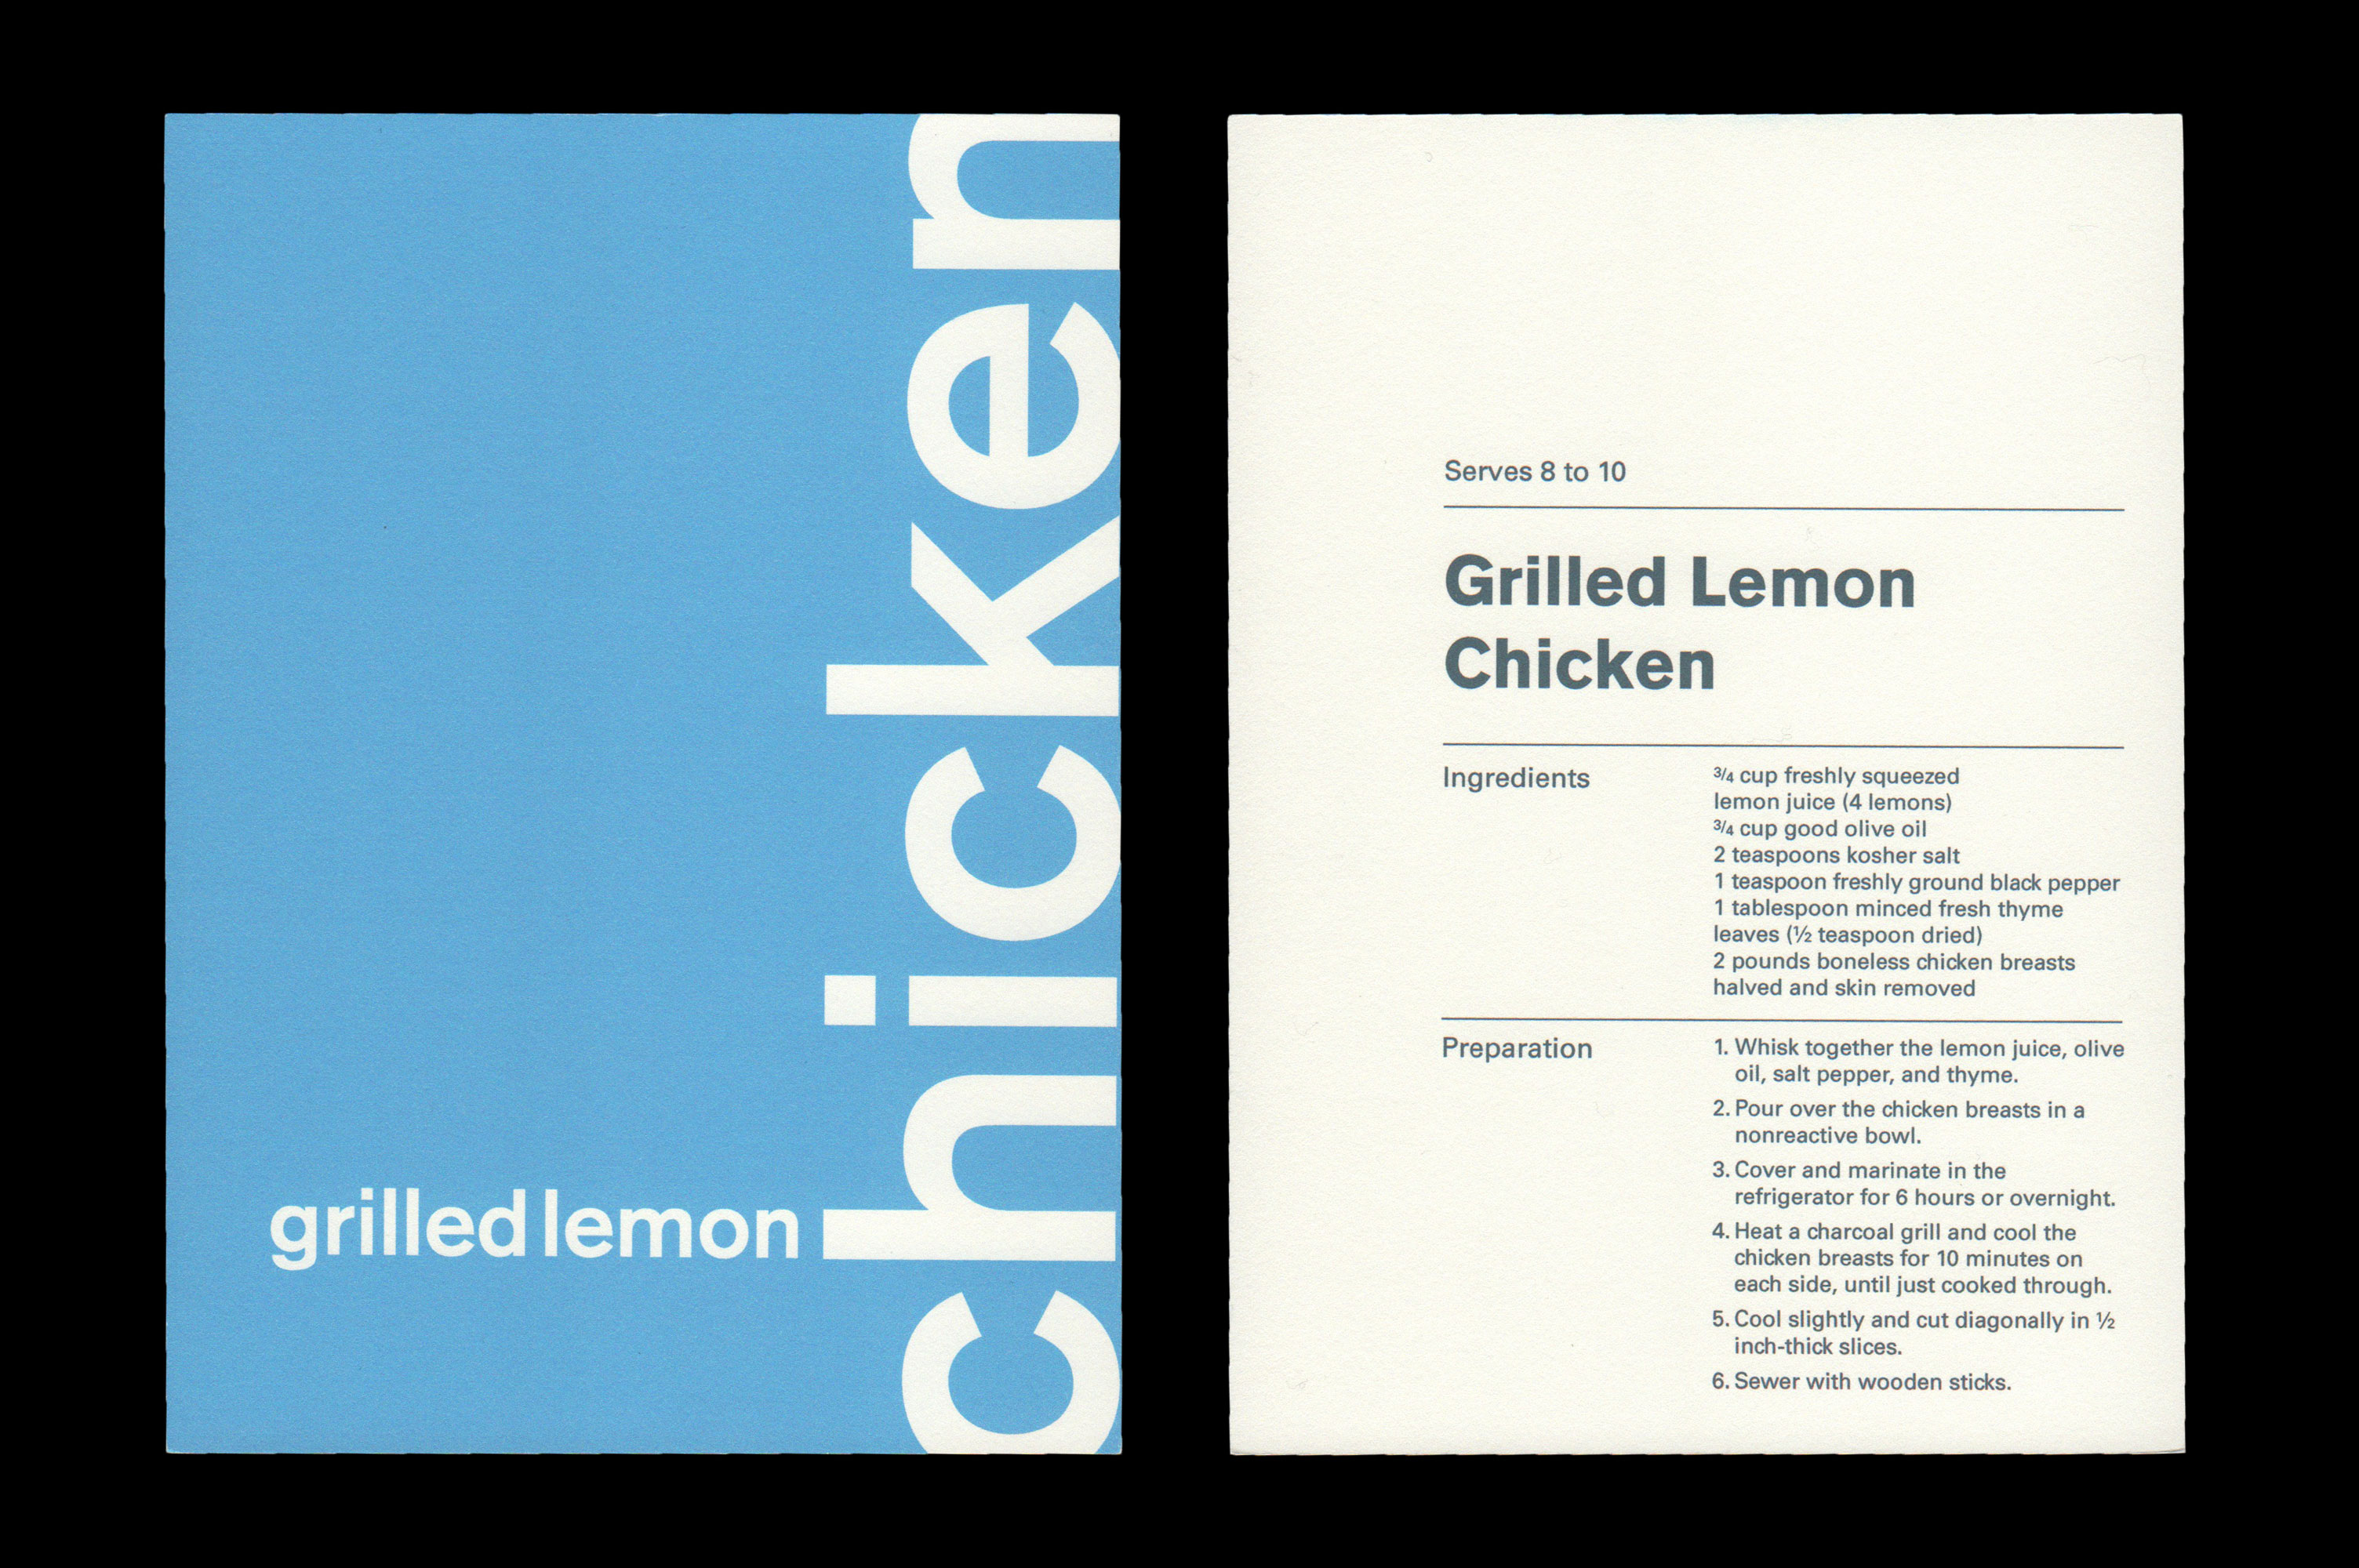 grilled lemon
chicken
Serves 8 to 10
Grilled Lemon
Chicken
Ingredients
¾ cup freshly squeezed
lemon juice (4 lemons)
¾ cup good olive oil
2 teaspoons kosher salt
1 teaspoon freshly ground black pepper
1 tablespoon minced fresh thyme
leaves (½ teaspoon dried)
2 pounds boneless chicken breasts
halved and skin removed
Preparation
1. Whisk together the lemon juice, olive
oil, salt pepper, and thyme.
2. Pour over the chicken breasts in a
nonreactive bowl.
3. Cover and marinate in the
refrigerator for 6 hours or overnight.
4. Heat a charcoal grill and cool the
chicken breasts for 10 minutes on
each side, until just cooked through.
5. Cool slightly and cut diagonally in ½
inch-thick slices.
6. Sewer with wooden sticks.